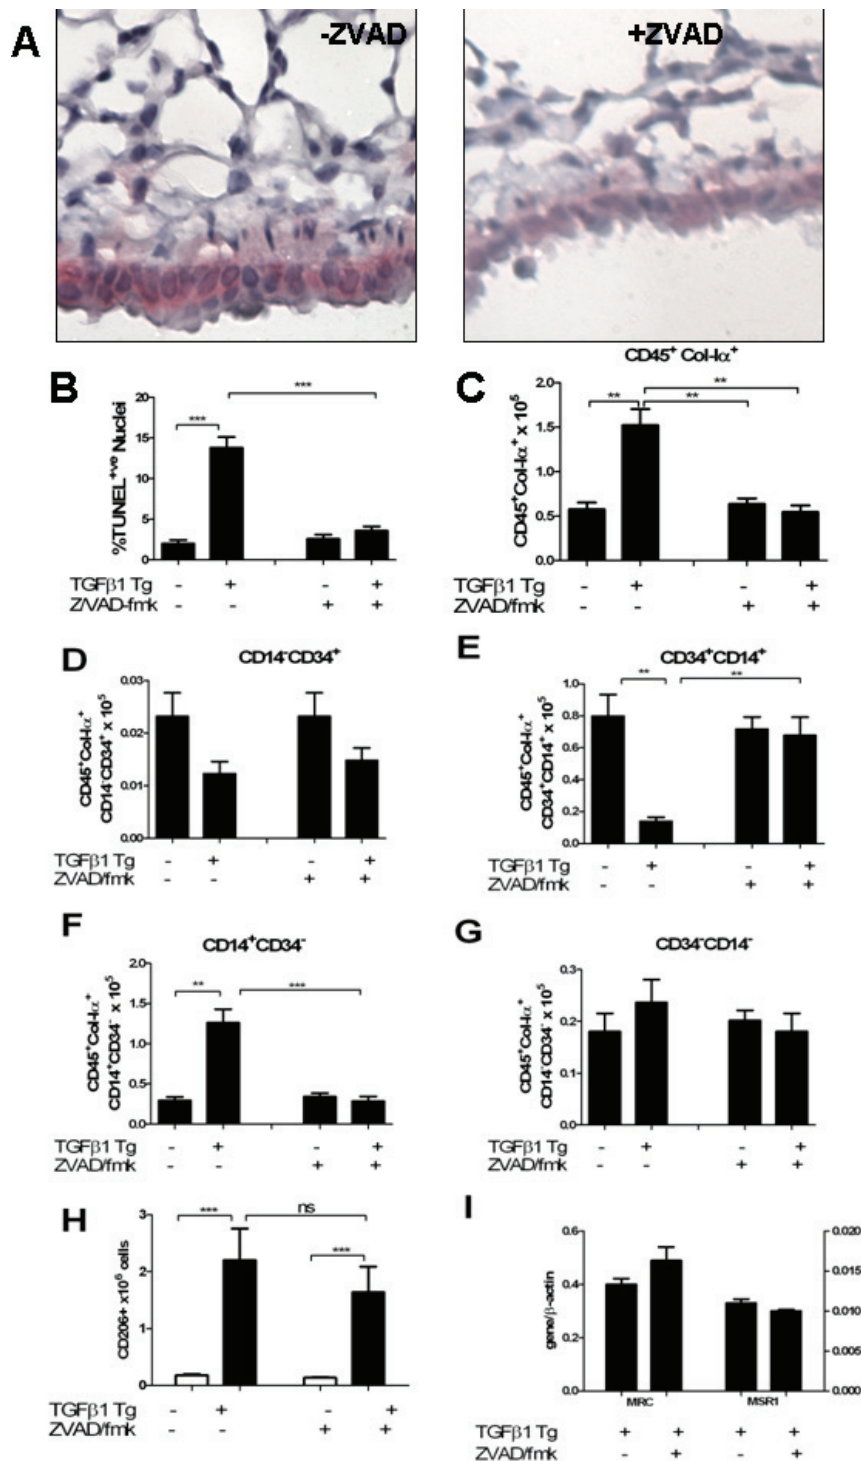 A
-ZVAD
+ZVAD
B
%TUNEL+ve Nuclei
20
15
10
5
0
***
***
TGFβ1 Tg - + - +
Z/VAD-fmk - - + +
C
CD45+ Col-Iα+
CD45+Col-Iα+ x 10^5
2.0
1.5
1.0
0.5
0.0
**
**
**
TGFβ1 Tg - + - +
ZVAD/fmk - - + +
D
CD14-CD34+
CD45+Col-Iα+
CD14-CD34+ x 10^5
0.03
0.02
0.01
0.00
TGFβ1 Tg - + - +
ZVAD/fmk - - + +
E
CD34+CD14+
CD45+Col-Iα+
CD34+CD14+ x 10^5
1.0
0.8
0.6
0.4
0.2
0.0
**
**
TGFβ1 Tg - + - +
ZVAD/fmk - - + +
F
CD14+CD34-
CD45+Col-Iα+
CD14+CD34- x 10^5
2.0
1.5
1.0
0.5
0.0
**
***
TGFβ1 Tg - + - +
ZVAD/fmk - - + +
G
CD34-CD14-
CD45+Col-Iα+
CD14-CD34- x 10^5
0.3
0.2
0.1
0.0
TGFβ1 Tg - + - +
ZVAD/fmk - - + +
H
CD206+ x10^6 cells
3
2
1
0
***
ns
***
TGFβ1 Tg - + - +
ZVAD/fmk - - + +
I
gene/β-actin
0.6
0.4
0.2
0.0
0.020
0.015
0.010
0.005
0.000
MRC MSR1
TGFβ1 Tg + + + +
ZVAD/fmk - + - +